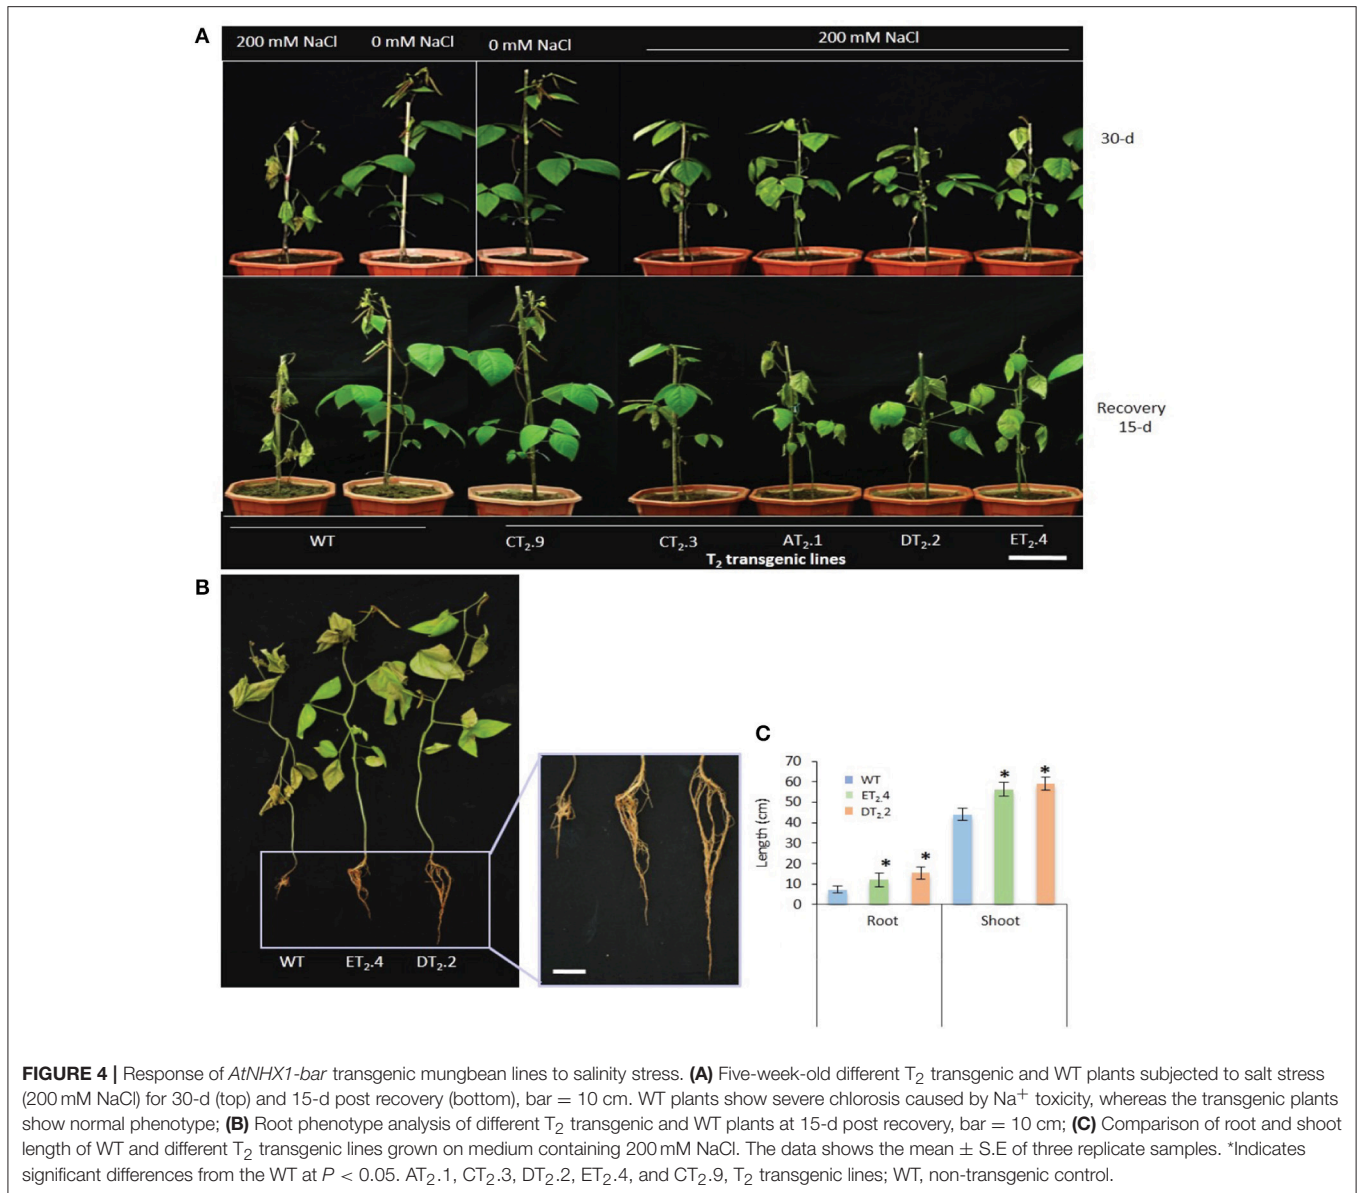 A
200 mM NaCl 0 mM NaCl 0 mM NaCl 200 mM NaCl
30-d
Recovery
15-d
WT CT₂.9 CT₂.3 AT₂.1 DT₂.2 ET₂.4
T₂ transgenic lines
B
WT ET₂.4 DT₂.2
C
70
60
50
40
30
20
10
0
Length (cm)
WT
ET₂.4
DT₂.2
* * * *
Root Shoot
FIGURE 4 | Response of AtNHX1-bar transgenic mungbean lines to salinity stress. (A) Five-week-old different T₂ transgenic and WT plants subjected to salt stress
(200 mM NaCl) for 30-d (top) and 15-d post recovery (bottom), bar = 10 cm. WT plants show severe chlorosis caused by Na⁺ toxicity, whereas the transgenic plants
show normal phenotype; (B) Root phenotype analysis of different T₂ transgenic and WT plants at 15-d post recovery, bar = 10 cm; (C) Comparison of root and shoot
length of WT and different T₂ transgenic lines grown on medium containing 200 mM NaCl. The data shows the mean ± S.E of three replicate samples. *Indicates
significant differences from the WT at P < 0.05. AT₂.1, CT₂.3, DT₂.2, ET₂.4, and CT₂.9, T₂ transgenic lines; WT, non-transgenic control.